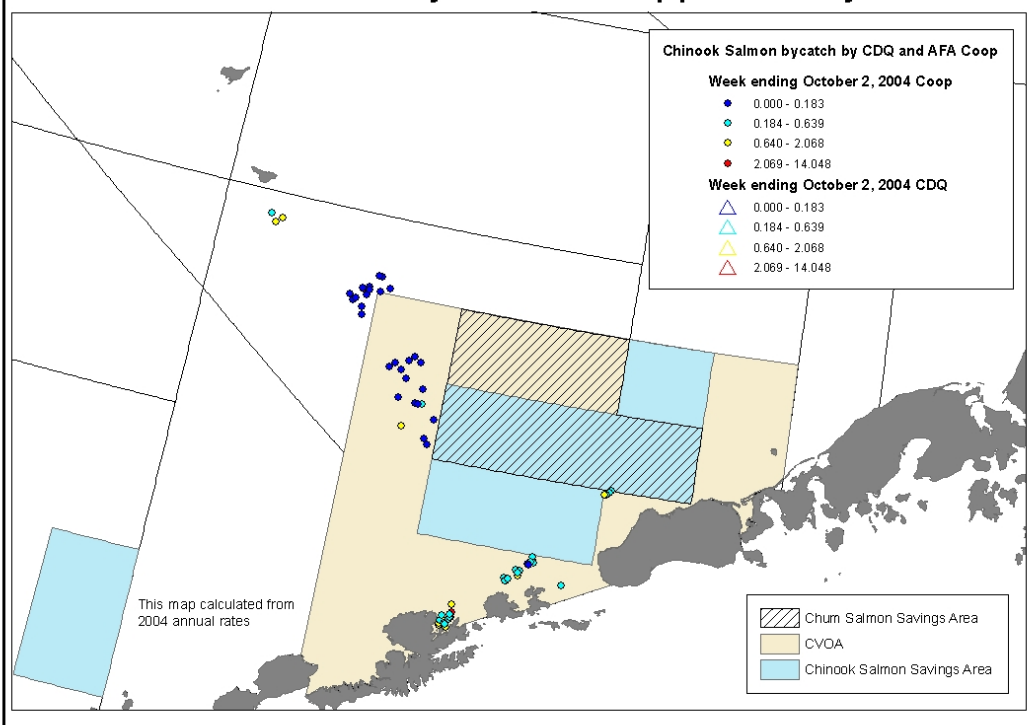 Chinook Salmon bycatch by CDQ and AFA Coop
Week ending October 2, 2004 Coop
0.000 - 0.183
0.184 - 0.639
0.640 - 2.068
2.069 - 14.048
Week ending October 2, 2004 CDQ
0.000 - 0.183
0.184 - 0.639
0.640 - 2.068
2.069 - 14.048
This map calculated from
2004 annual rates
Chum Salmon Savings Area
CVOA
Chinook Salmon Savings Area